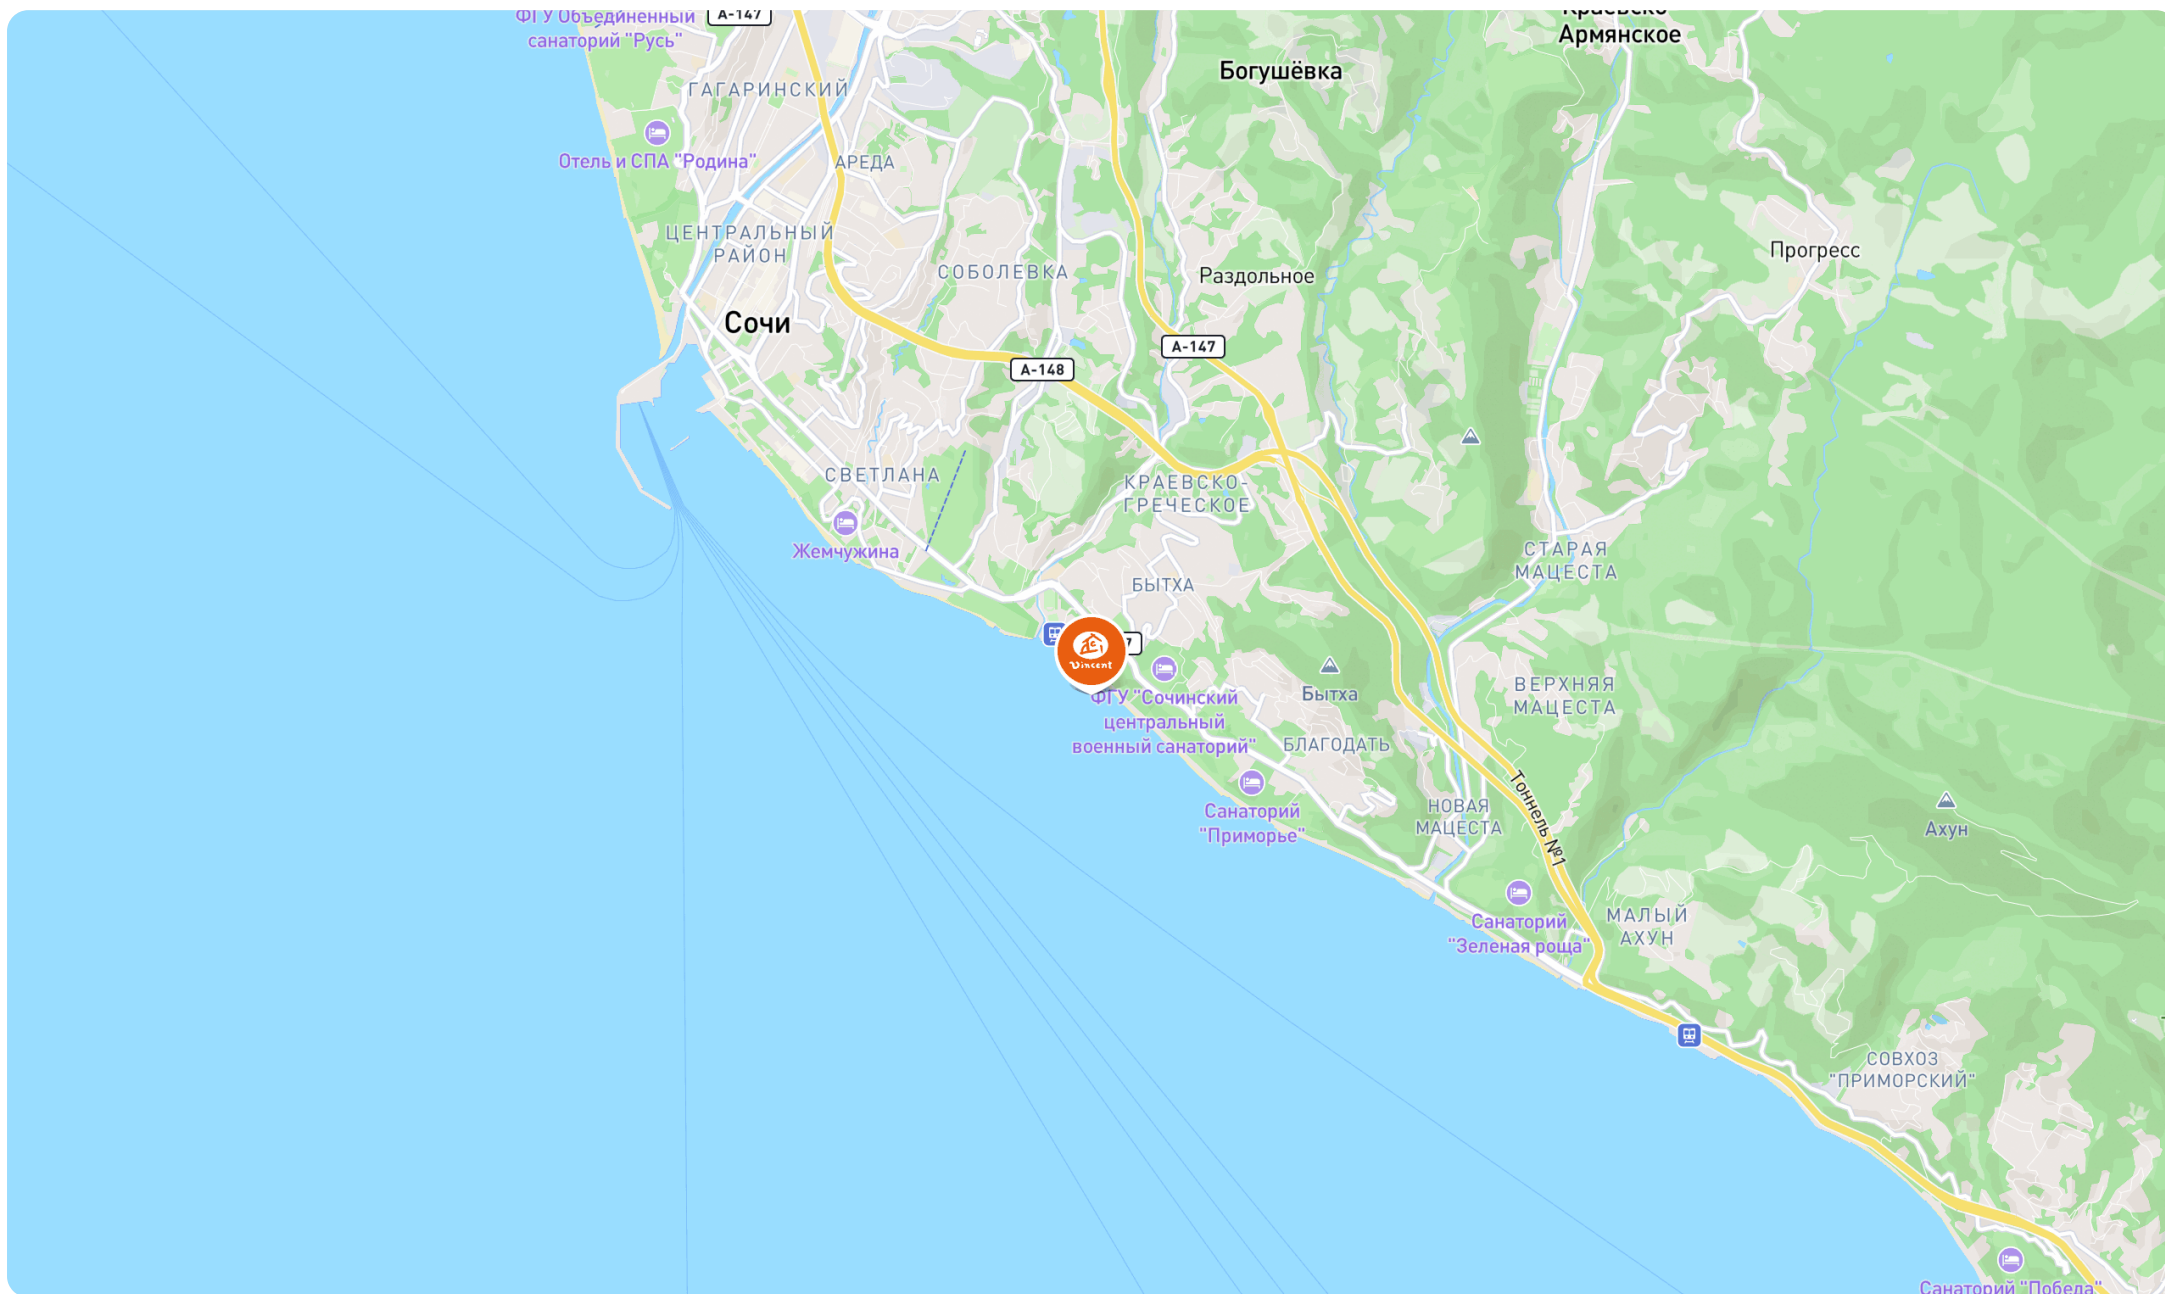 ФГУ Объединенный
санаторий "Русь"
А-147
Краевско-
Армянское
Богушёвка
ГАГАРИНСКИЙ
Отель и СПА "Родина"
АРЕДА
ЦЕНТРАЛЬНЫЙ
РАЙОН
СОБОЛЕВКА
Раздольное
Прогресс
Сочи
А-147
А-148
СВЕТЛАНА
КРАЕВСКО-
ГРЕЧЕСКОЕ
Жемчужина
СТАРАЯ
МАЦЕСТА
БЫТХА
7
Vincent
ФГУ "Сочинский
центральный
военный санаторий"
Бытха
ВЕРХНЯЯ
МАЦЕСТА
БЛАГОДАТЬ
Санаторий
"Приморье"
НОВАЯ
МАЦЕСТА
Тоннель №1
Ахун
Санаторий
"Зеленая роща"
МАЛЫЙ
АХУН
СОВХОЗ
"ПРИМОРСКИЙ"
Санаторий "Победа"